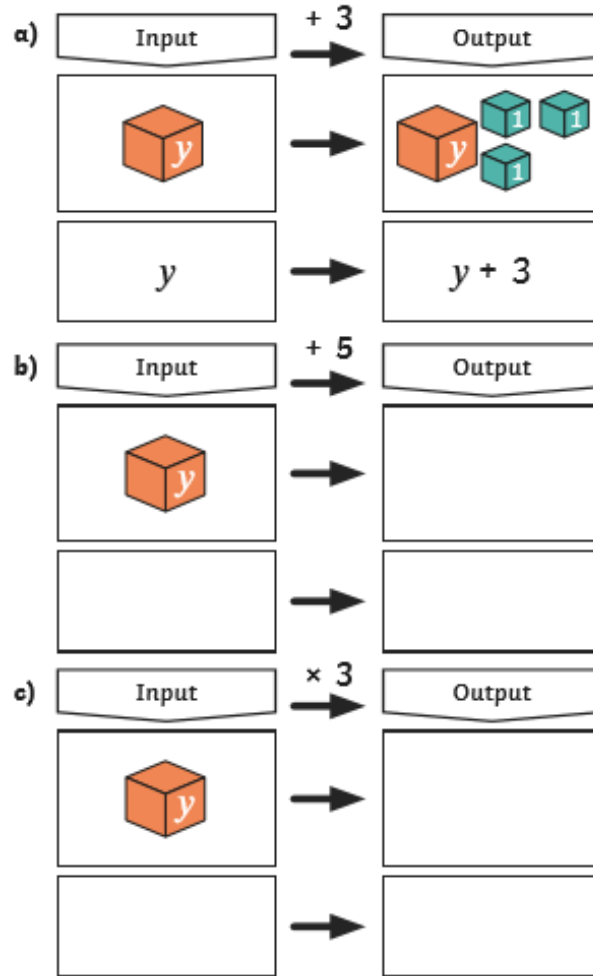 a) Input + 3 Output
y y 1 1
1
y y + 3
b) Input + 5 Output
y
c) Input × 3 Output
y